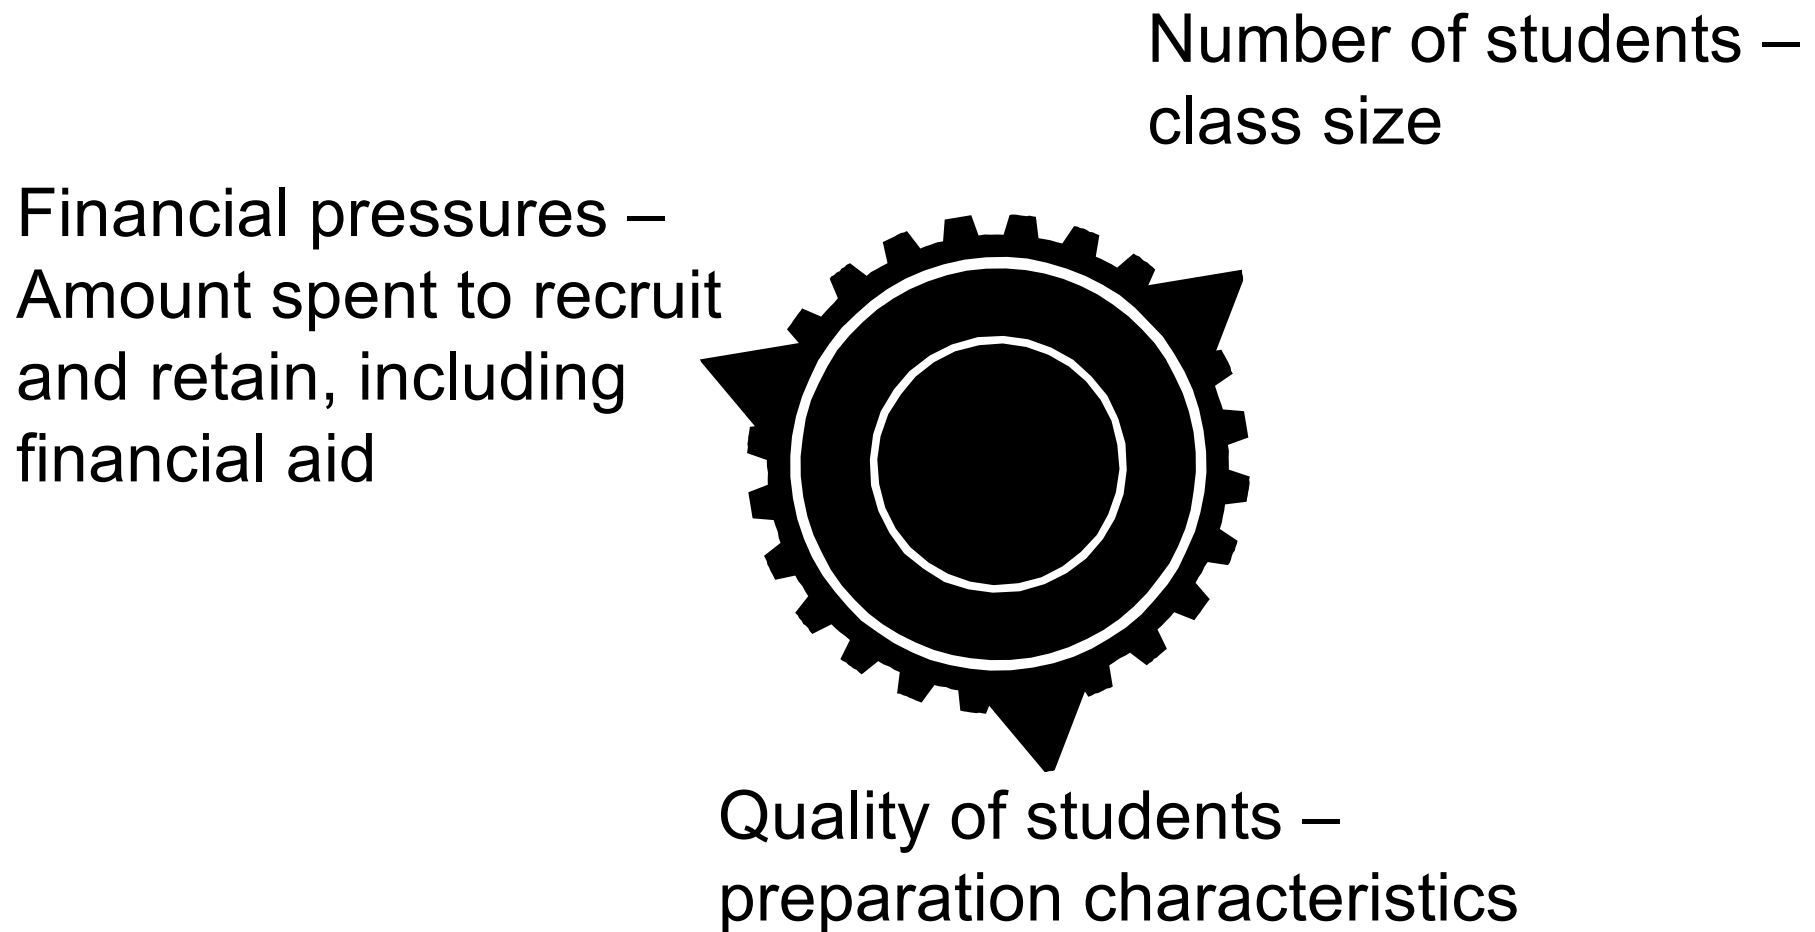 Number of students –
class size
Financial pressures –
Amount spent to recruit
and retain, including
financial aid
Quality of students –
preparation characteristics